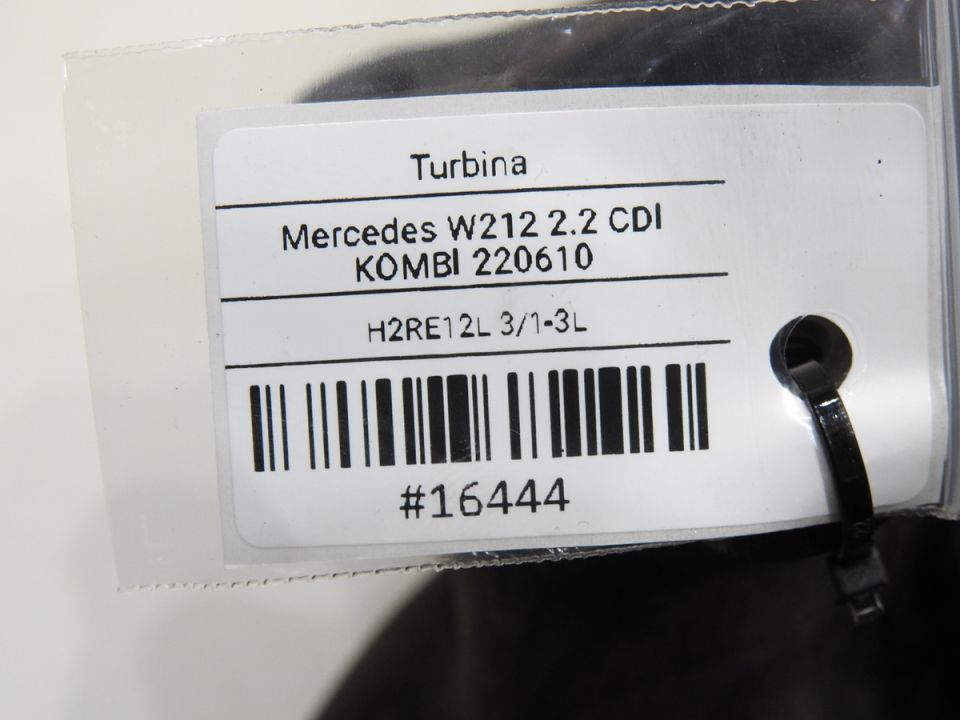 Turbina
Mercedes W212 2.2 CDI
KOMBI 220610
H2RE12L 3/1-3L
#16444